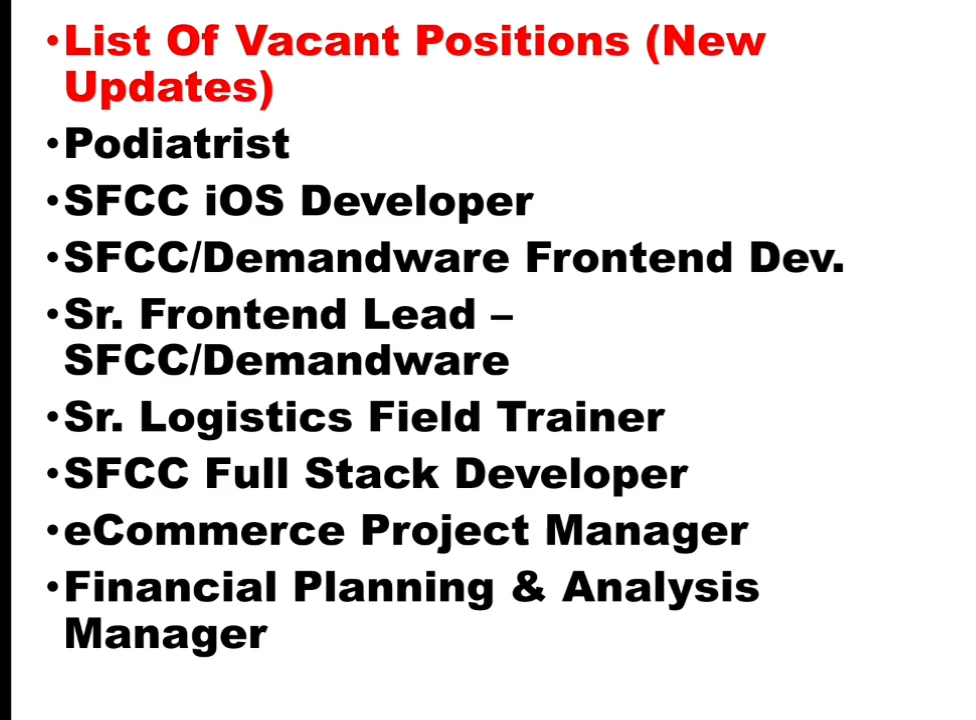 •List Of Vacant Positions (New
Updates)
•Podiatrist
•SFCC iOS Developer
•SFCC/Demandware Frontend Dev.
•Sr. Frontend Lead –
SFCC/Demandware
•Sr. Logistics Field Trainer
•SFCC Full Stack Developer
•eCommerce Project Manager
•Financial Planning & Analysis
Manager